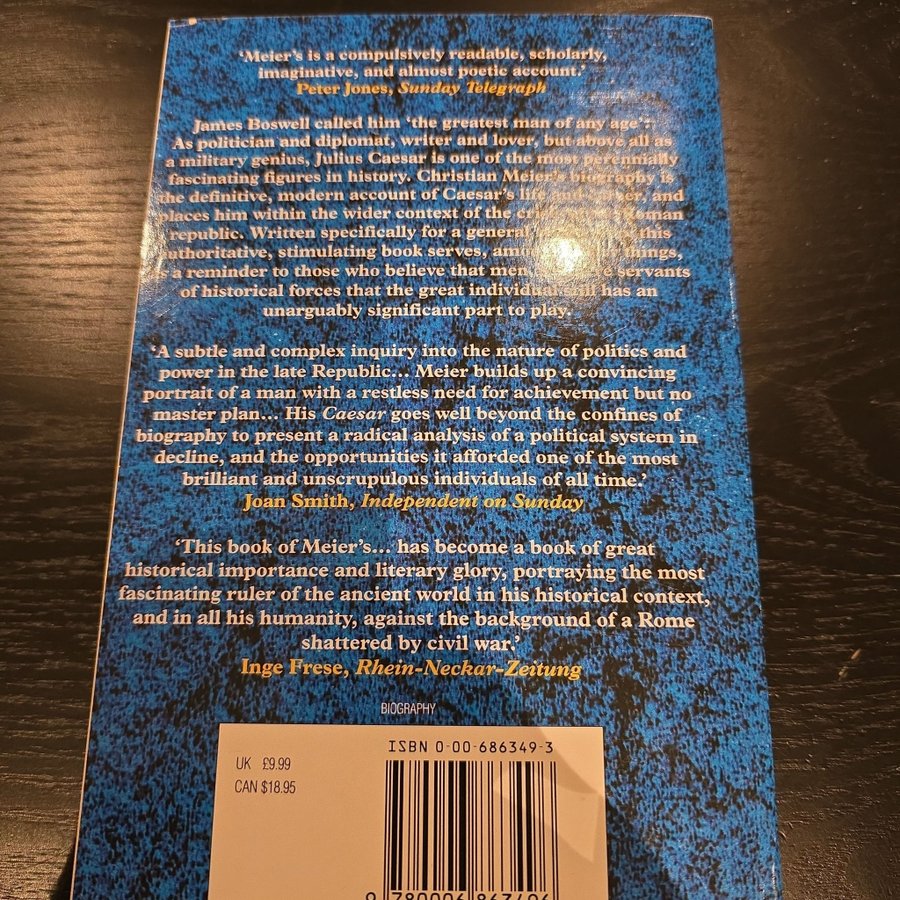 ‘Meier’s is a compulsively readable, scholarly,
imaginative, and almost poetic account.’
Peter Jones, Sunday Telegraph
James Boswell called him ‘the greatest man of any age’:
As politician and diplomat, writer and lover, but above all as
a military genius, Julius Caesar is one of the most perennially
fascinating figures in history. Christian Meier’s biography is
the definitive, modern account of Caesar’s life and career, and
places him within the wider context of the crisis of the Roman
republic. Written specifically for a general this
authoritative, stimulating book serves, among other things,
as a reminder to those who believe that men servants
of historical forces that the great individual still has an
unarguably significant part to play.
‘A subtle and complex inquiry into the nature of politics and
power in the late Republic... Meier builds up a convincing
portrait of a man with a restless need for achievement but no
master plan... His Caesar goes well beyond the confines of
biography to present a radical analysis of a political system in
decline, and the opportunities it afforded one of the most
brilliant and unscrupulous individuals of all time.’
Joan Smith, Independent on Sunday
‘This book of Meier’s... has become a book of great
historical importance and literary glory, portraying the most
fascinating ruler of the ancient world in his historical context,
and in all his humanity, against the background of a Rome
shattered by civil war.’
Inge Frese, Rhein-Neckar-Zeitung
BIOGRAPHY
ISBN 0-00-686349-3
UK £9.99
CAN $18.95
9 780006 863496